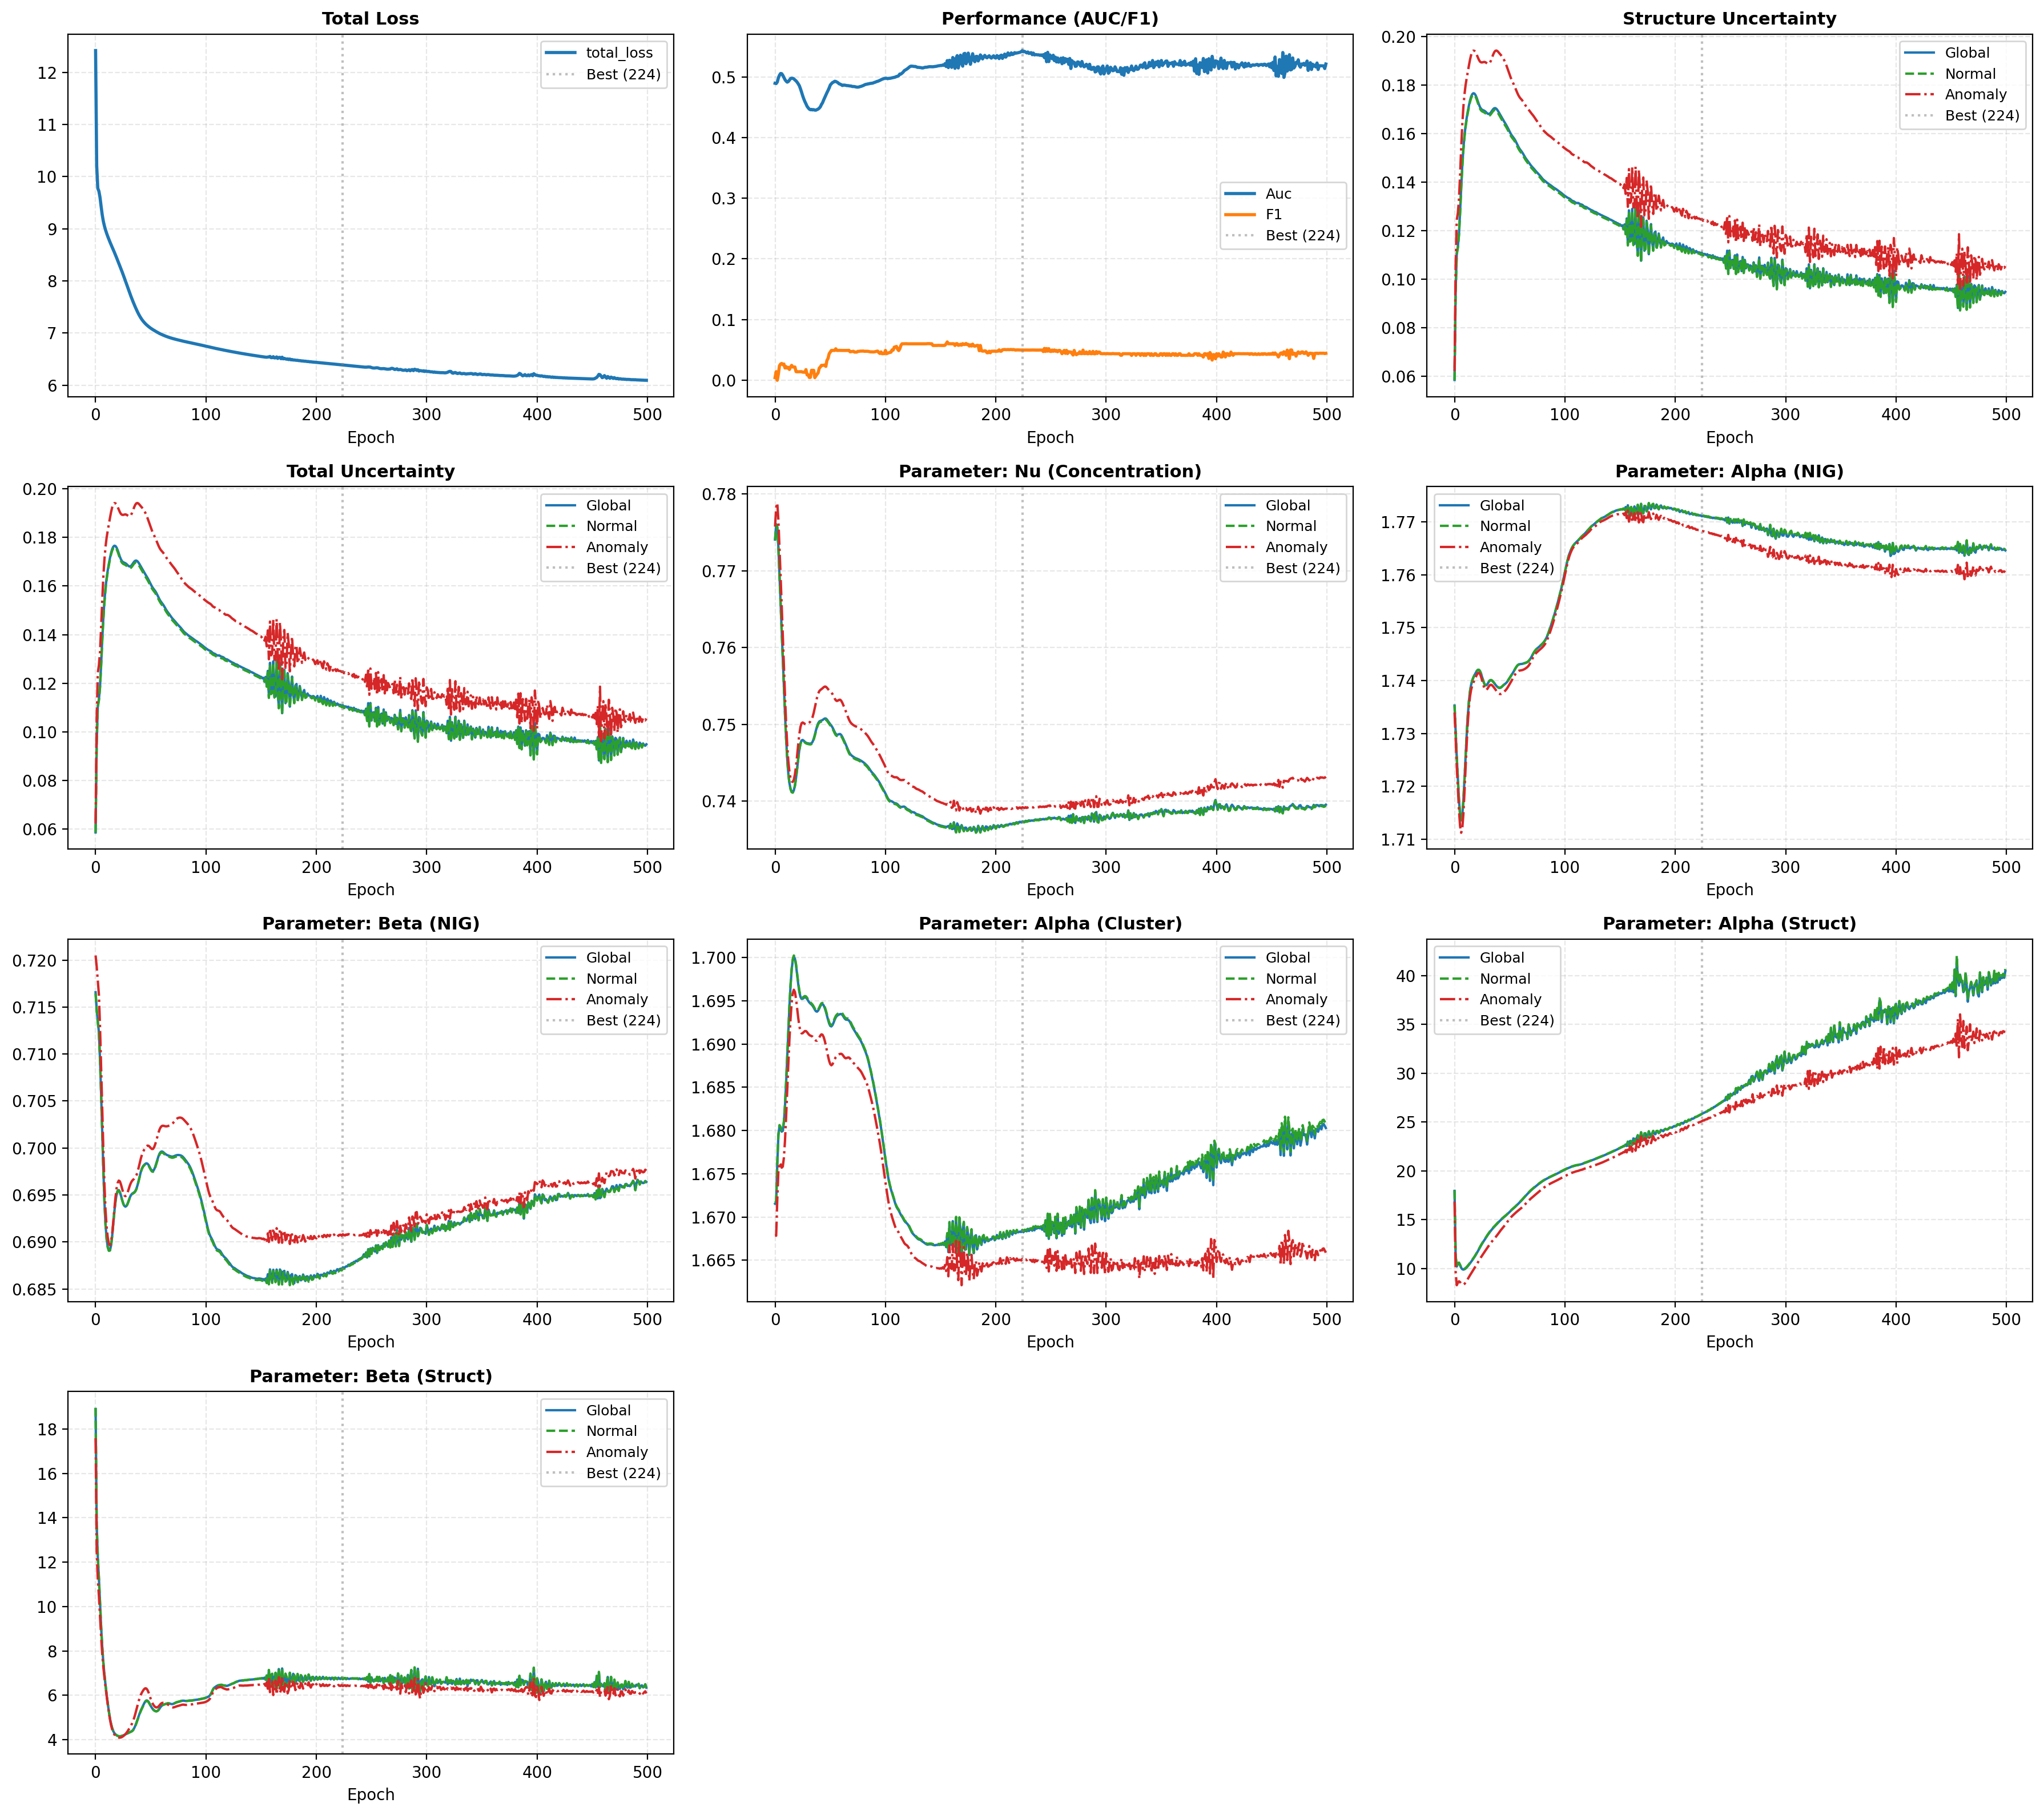 Total Loss
12
11
10
9
8
7
6
total_loss
Best (224)
0 100 200 300 400 500
Epoch
Performance (AUC/F1)
0.5
0.4
0.3
0.2
0.1
0.0
Auc
F1
Best (224)
0 100 200 300 400 500
Epoch
Structure Uncertainty
0.20
0.18
0.16
0.14
0.12
0.10
0.08
0.06
Global
Normal
Anomaly
Best (224)
0 100 200 300 400 500
Epoch
Total Uncertainty
0.20
0.18
0.16
0.14
0.12
0.10
0.08
0.06
Global
Normal
Anomaly
Best (224)
0 100 200 300 400 500
Epoch
Parameter: Nu (Concentration)
0.78
0.77
0.76
0.75
0.74
Global
Normal
Anomaly
Best (224)
0 100 200 300 400 500
Epoch
Parameter: Alpha (NIG)
1.77
1.76
1.75
1.74
1.73
1.72
1.71
Global
Normal
Anomaly
Best (224)
0 100 200 300 400 500
Epoch
Parameter: Beta (NIG)
0.720
0.715
0.710
0.705
0.700
0.695
0.690
0.685
Global
Normal
Anomaly
Best (224)
0 100 200 300 400 500
Epoch
Parameter: Alpha (Cluster)
1.700
1.695
1.690
1.685
1.680
1.675
1.670
1.665
Global
Normal
Anomaly
Best (224)
0 100 200 300 400 500
Epoch
Parameter: Alpha (Struct)
40
35
30
25
20
15
10
Global
Normal
Anomaly
Best (224)
0 100 200 300 400 500
Epoch
Parameter: Beta (Struct)
18
16
14
12
10
8
6
4
Global
Normal
Anomaly
Best (224)
0 100 200 300 400 500
Epoch